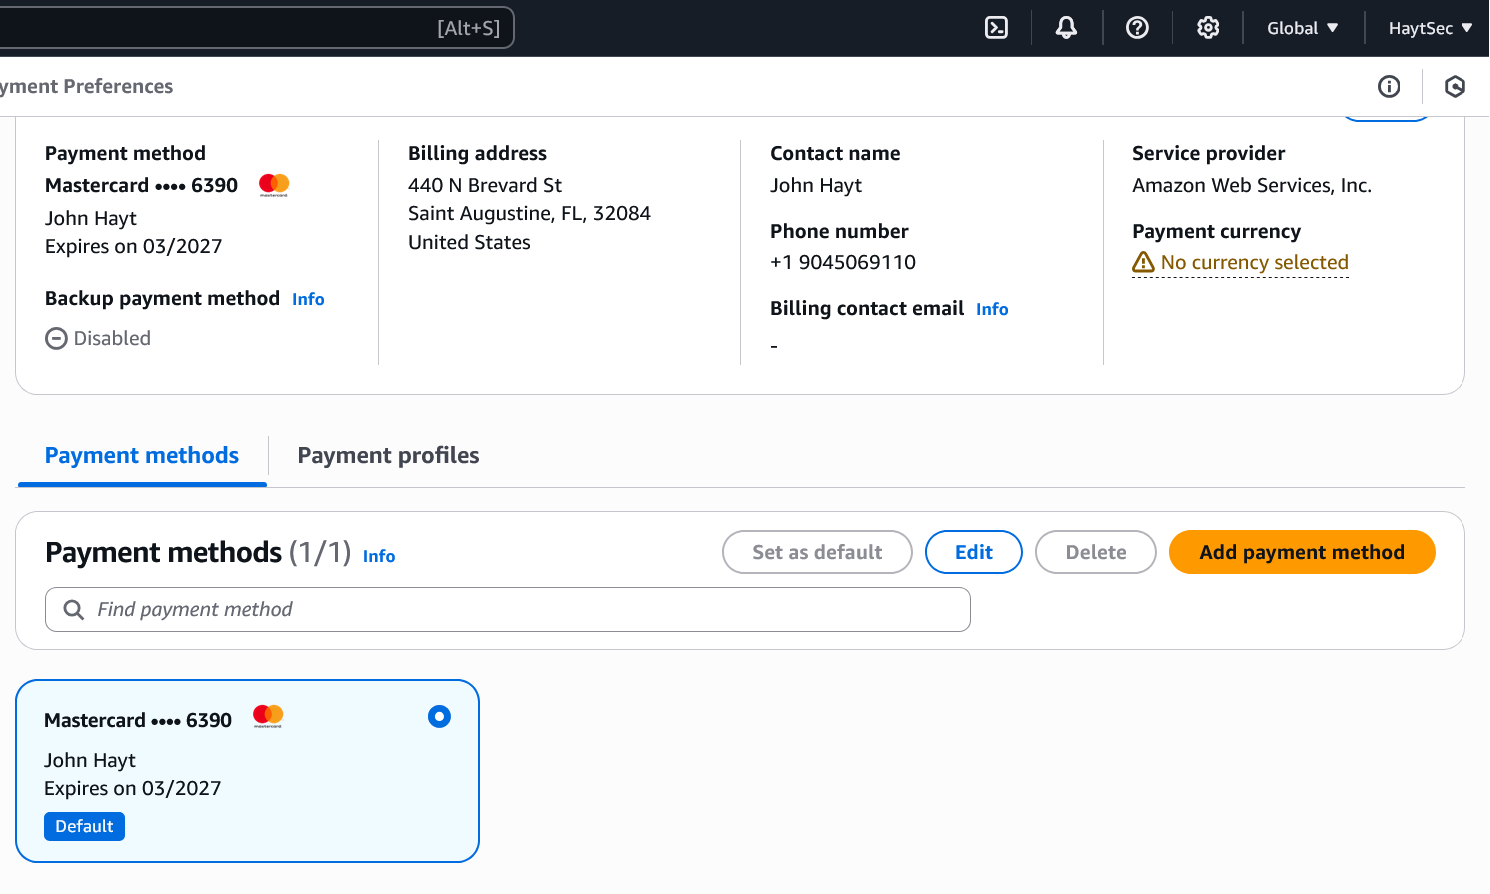 [Alt+S]
Global
HaytSec
yment Preferences
Payment method
Mastercard •••• 6390
mastercard
John Hayt
Expires on 03/2027
Backup payment method Info
Disabled
Billing address
440 N Brevard St
Saint Augustine, FL, 32084
United States
Contact name
John Hayt
Phone number
+1 9045069110
Billing contact email Info
-
Service provider
Amazon Web Services, Inc.
Payment currency
No currency selected
Payment methods
Payment profiles
Payment methods (1/1) Info
Set as default
Edit
Delete
Add payment method
Find payment method
Mastercard •••• 6390
mastercard
John Hayt
Expires on 03/2027
Default